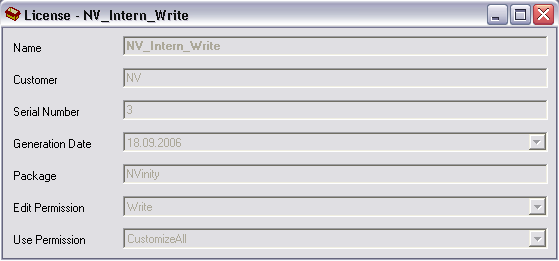 License - NV_Intern_Write
Name NV_Intern_Write
Customer NV
Serial Number 3
Generation Date 18.09.2006
Package NVinity
Edit Permission Write
Use Permission CustomizeAll